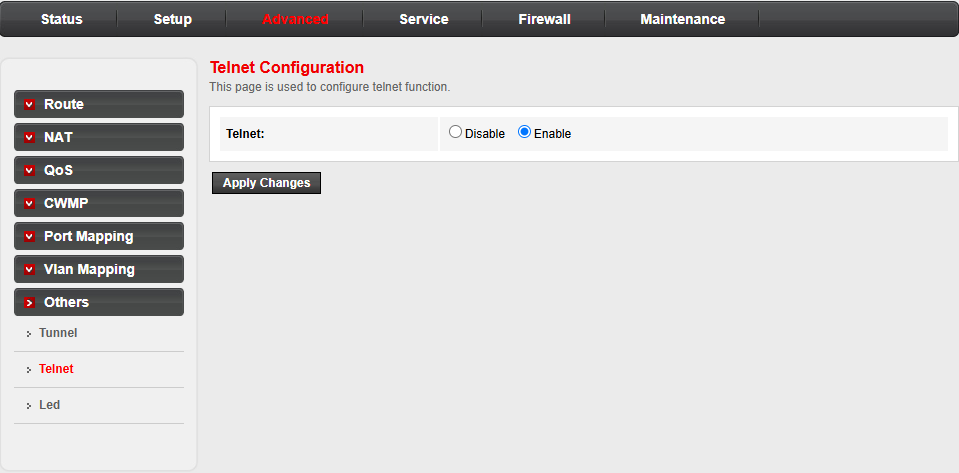 Status Setup Advanced Service Firewall Maintenance
Telnet Configuration
This page is used to configure telnet function.
Route
NAT
QoS
CWMP
Port Mapping
Vlan Mapping
Others
Tunnel
Telnet
Led
Telnet: Disable Enable
Apply Changes